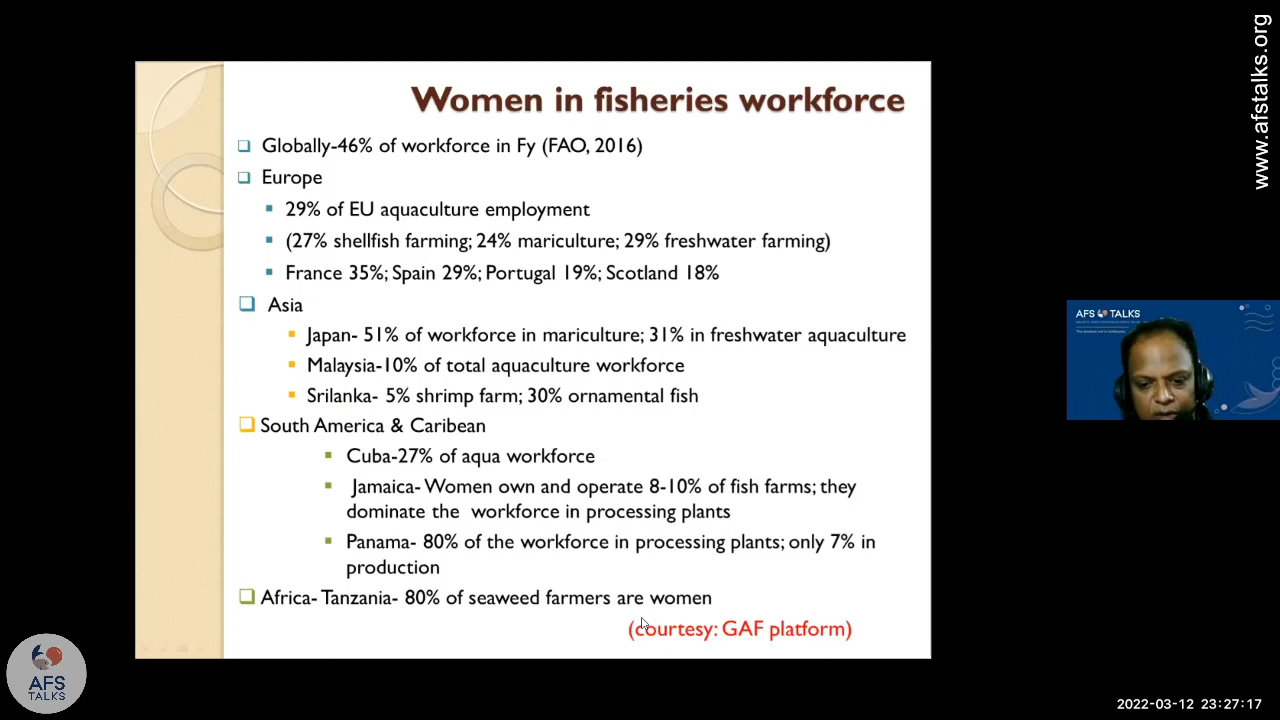 Women in fisheries workforce
Globally-46% of workforce in Fy (FAO, 2016)
Europe
29% of EU aquaculture employment
(27% shellfish farming; 24% mariculture; 29% freshwater farming)
France 35%; Spain 29%; Portugal 19%; Scotland 18%
Asia
Japan- 51% of workforce in mariculture; 31% in freshwater aquaculture
Malaysia-10% of total aquaculture workforce
Srilanka- 5% shrimp farm; 30% ornamental fish
South America & Caribean
Cuba-27% of aqua workforce
Jamaica- Women own and operate 8-10% of fish farms; they
dominate the workforce in processing plants
Panama- 80% of the workforce in processing plants; only 7% in
production
Africa- Tanzania- 80% of seaweed farmers are women
(courtesy: GAF platform)
www.afstalks.org
AFS TALKS
AFS
TALKS
2022-03-12 23:27:17